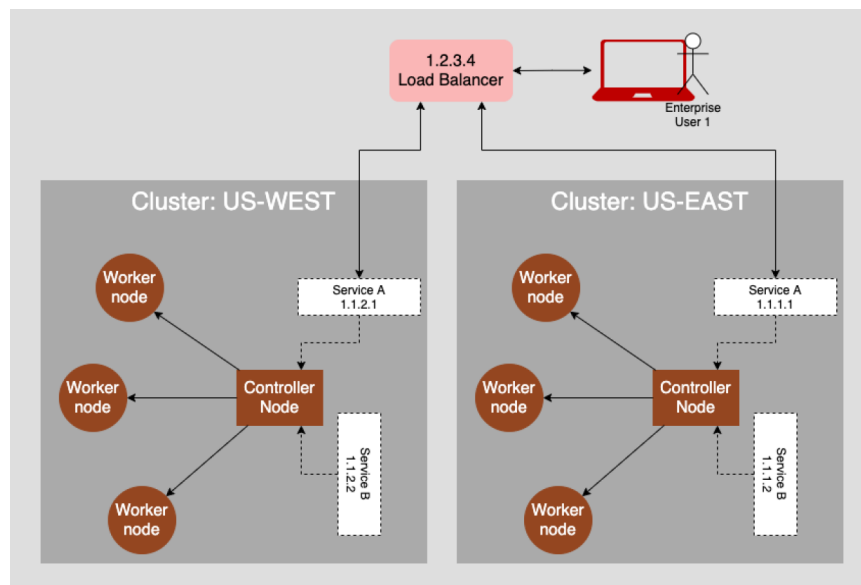 1.2.3.4
Load Balancer
Enterprise
User 1
Cluster: US-WEST
Worker
node
Service A
1.1.2.1
Worker
node
Controller
Node
Service B
1.1.2.2
Worker
node
Cluster: US-EAST
Worker
node
Service A
1.1.1.1
Worker
node
Controller
Node
Service B
1.1.1.2
Worker
node